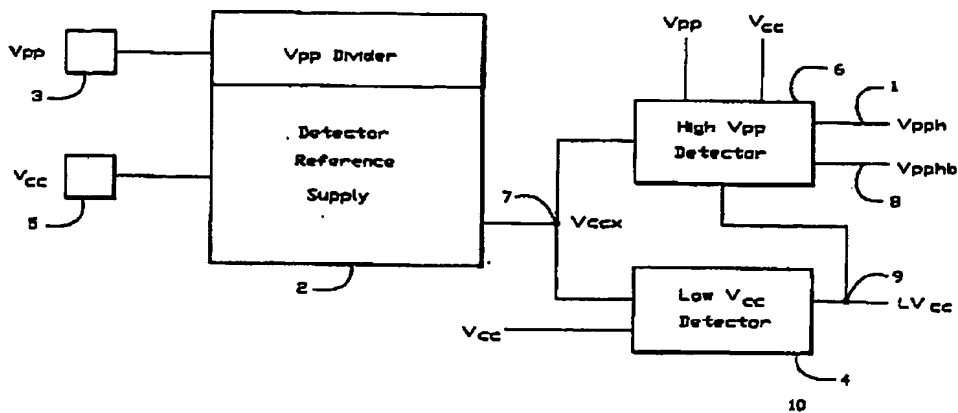 Vpp
3
Vcc
5
Vpp Divider
Detector
Reference
Supply
2
7
Vccx
Vpp
Vcc
6
High Vpp
Detector
1
Vpph
Vpphb
8
Low Vcc
Detector
Vcc
9
LVcc
4
10